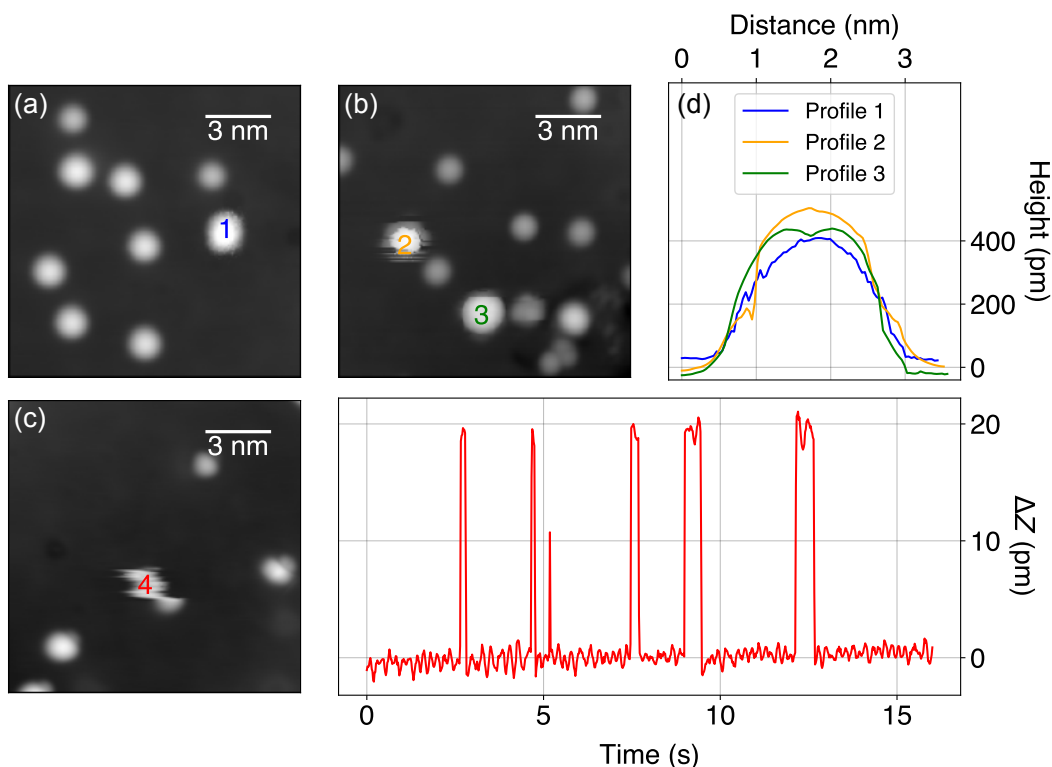 (a)
3 nm
1
(b)
3 nm
2
3
Distance (nm)
0
1
2
3
(d)
Profile 1
Profile 2
Profile 3
Height (pm)
400
200
0
(c)
3 nm
4
20
10
0
ΔZ (pm)
0
5
10
15
Time (s)